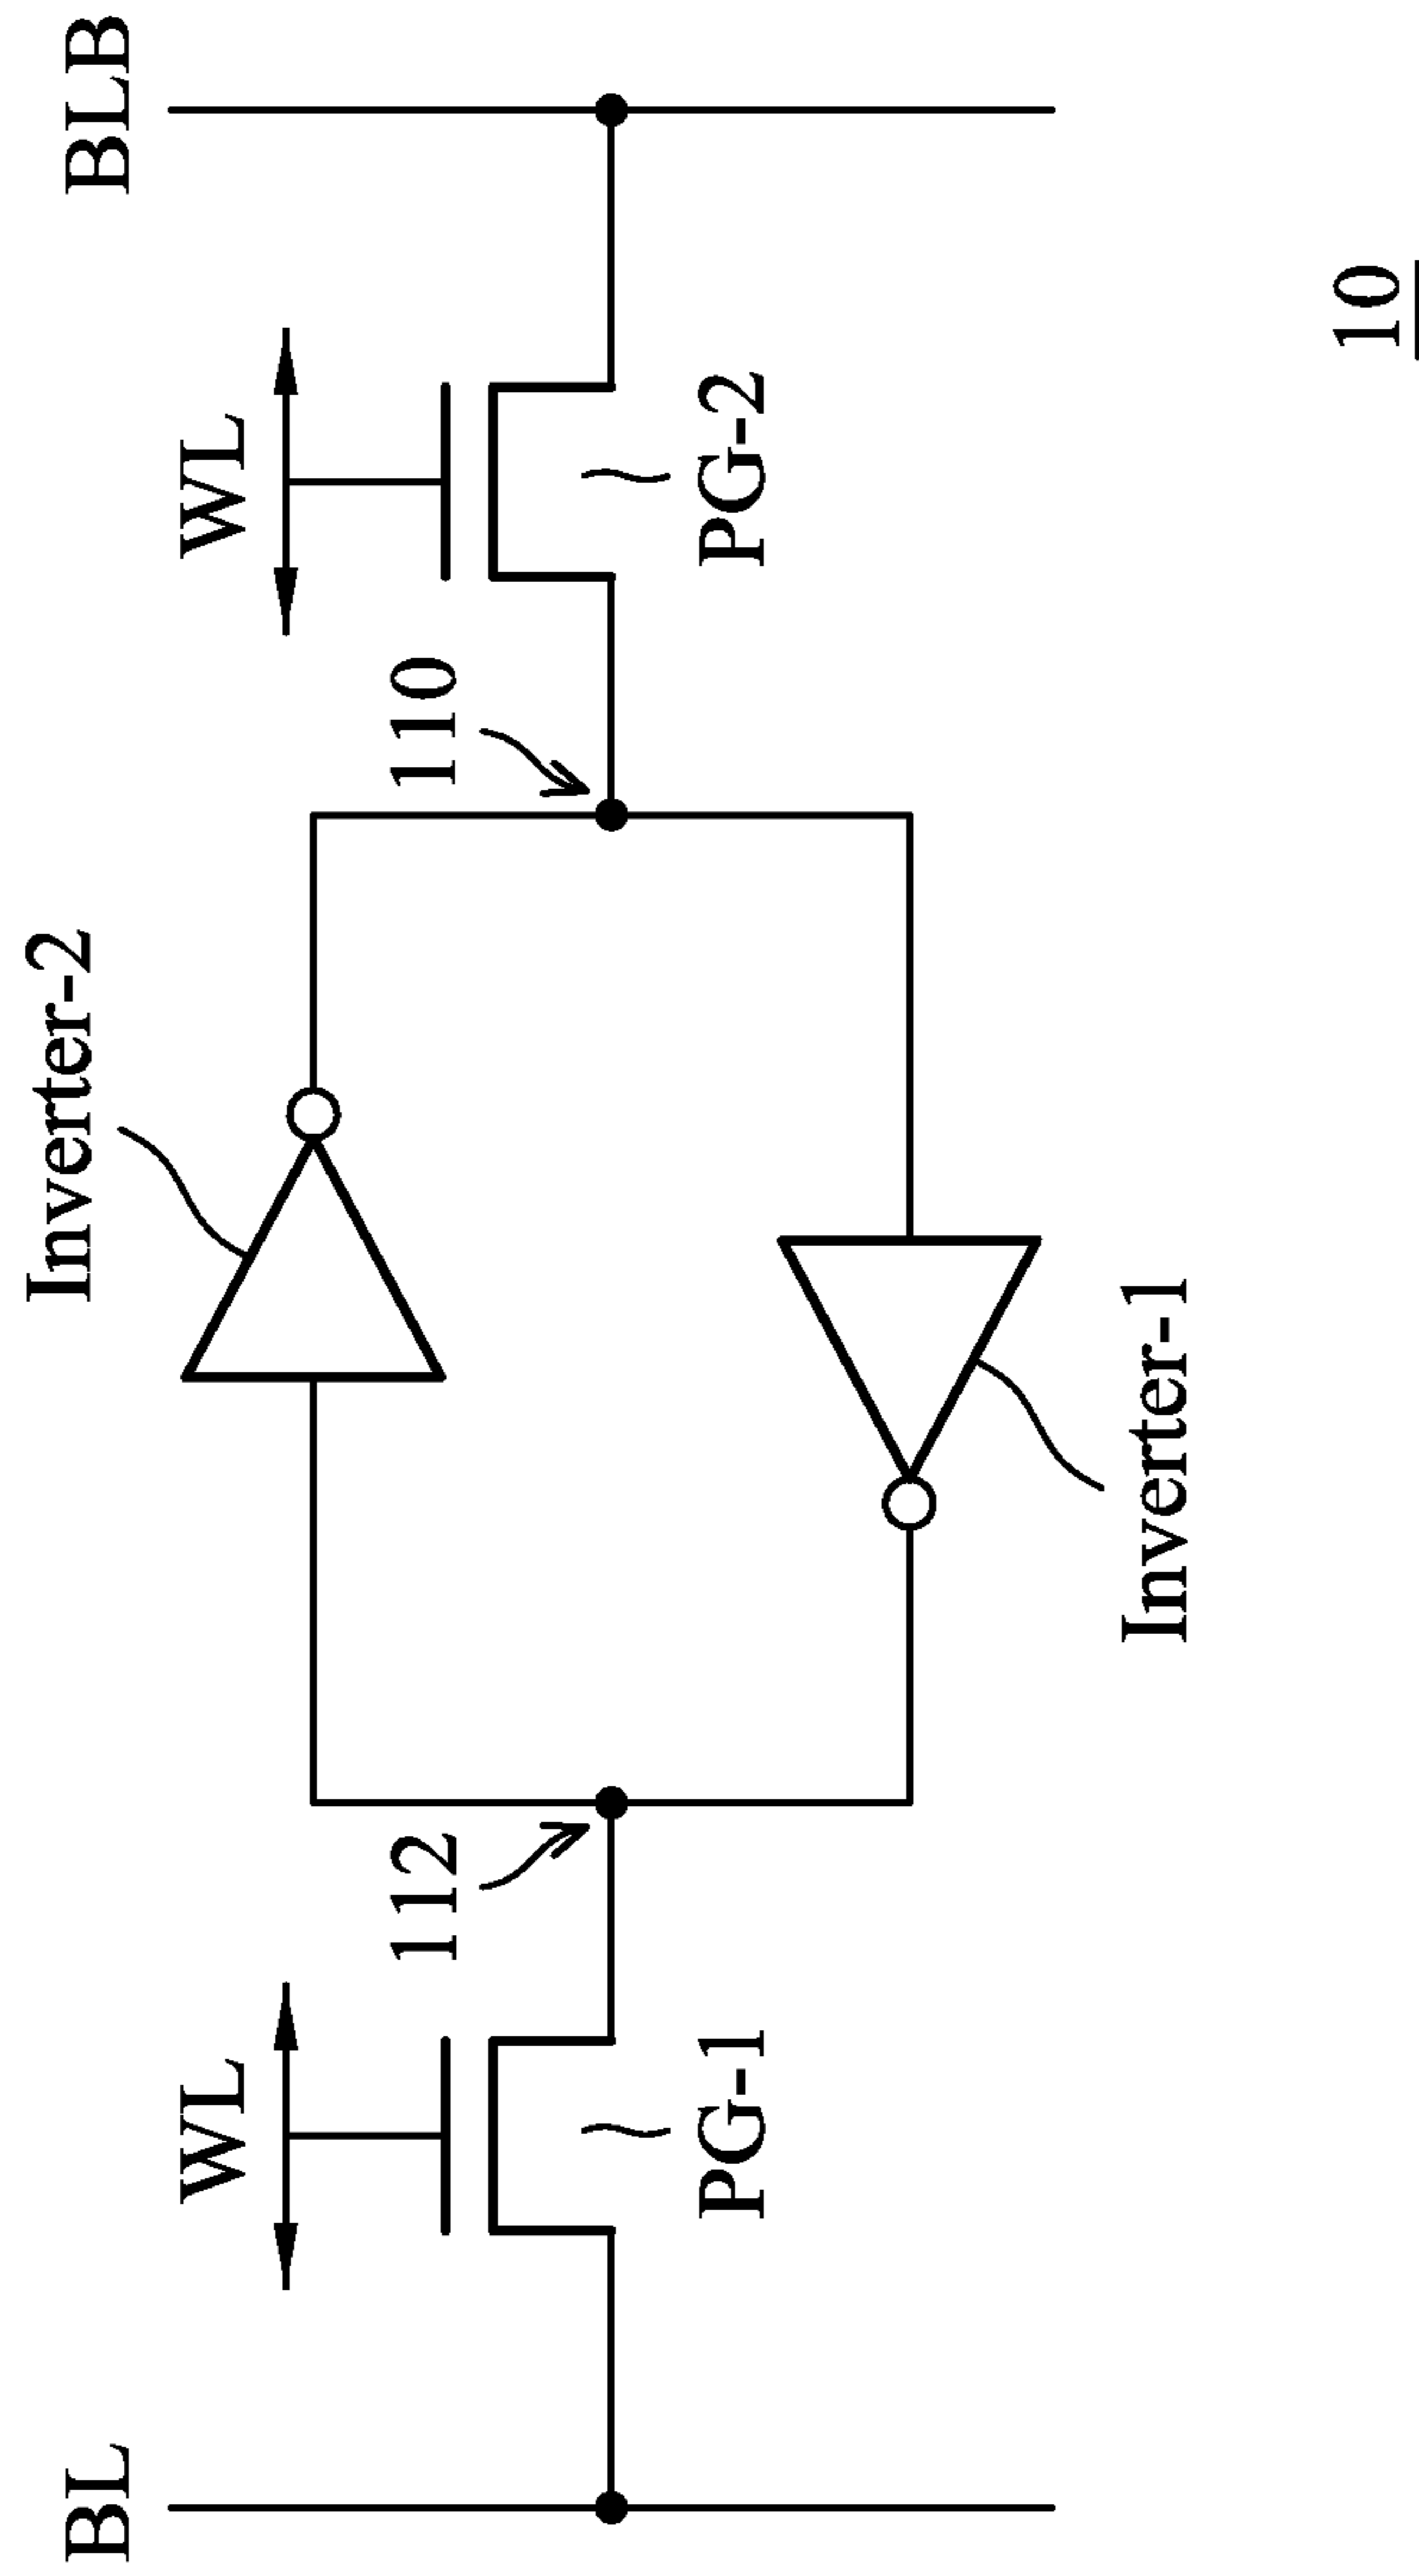 Inverter-2
BL
WL
WL
BLB
112
110
PG-1
PG-2
Inverter-1
10